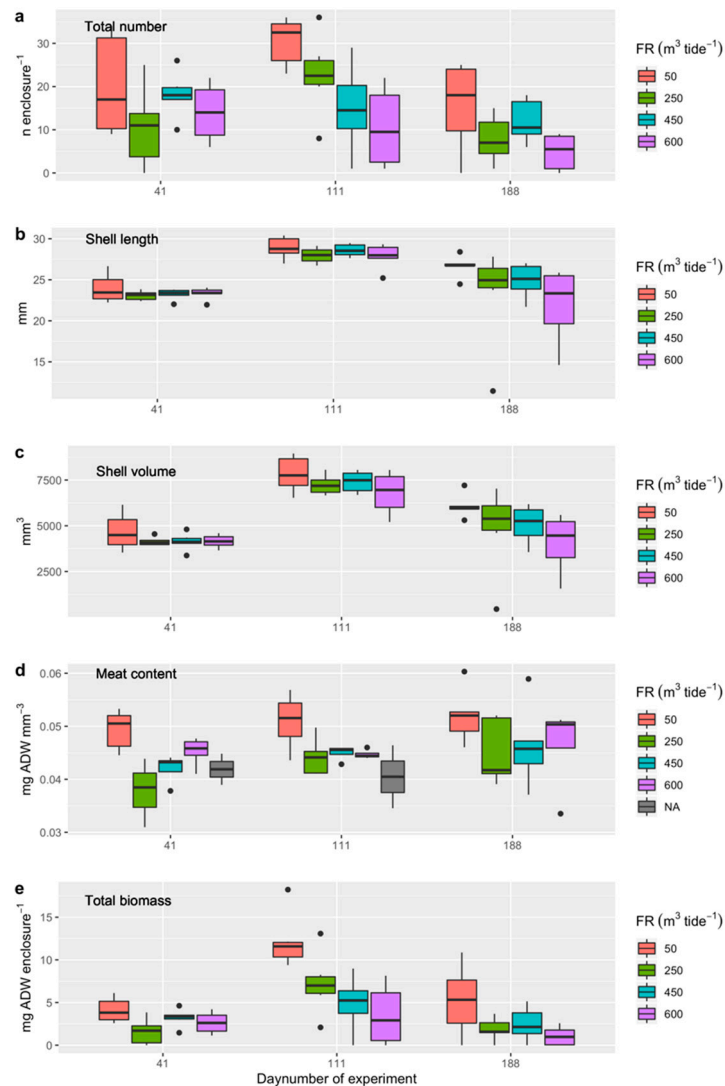 a
Total number
n enclosure⁻¹
30
20
10
0
41
111
188
FR (m³ tide⁻¹)
50
250
450
600
b
Shell length
mm
30
25
20
15
41
111
188
FR (m³ tide⁻¹)
50
250
450
600
c
Shell volume
mm³
7500
5000
2500
41
111
188
FR (m³ tide⁻¹)
50
250
450
600
d
Meat content
mg ADW mm⁻³
0.06
0.05
0.04
0.03
41
111
188
FR (m³ tide⁻¹)
50
250
450
600
NA
e
Total biomass
mg ADW enclosure⁻¹
15
10
5
0
41
111
188
Daynumber of experiment
FR (m³ tide⁻¹)
50
250
450
600